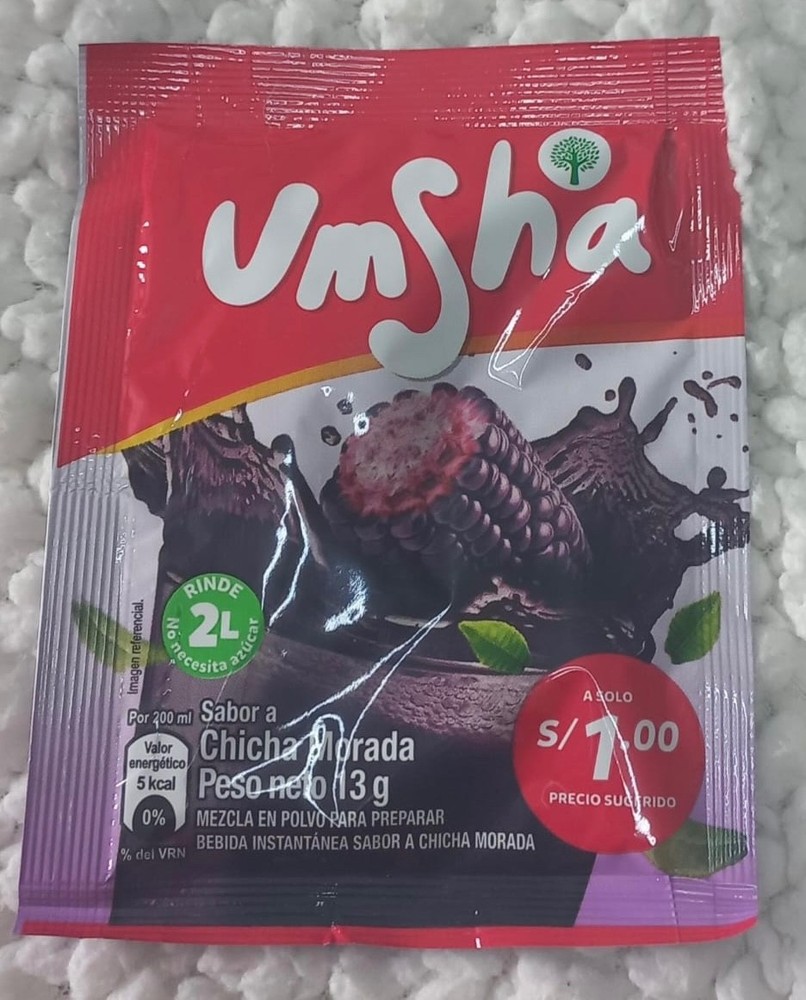 Umsha
RINDE
2L
No necesita azúcar
Imagen referencial.
Por 200 ml
Valor
energético
5 kcal
0%
% del VRN
Sabor a
Chicha Morada
Peso neto 13 g
MEZCLA EN POLVO PARA PREPARAR
BEBIDA INSTANTÁNEA SABOR A CHICHA MORADA
A SOLO
S/1.00
PRECIO SUGERIDO